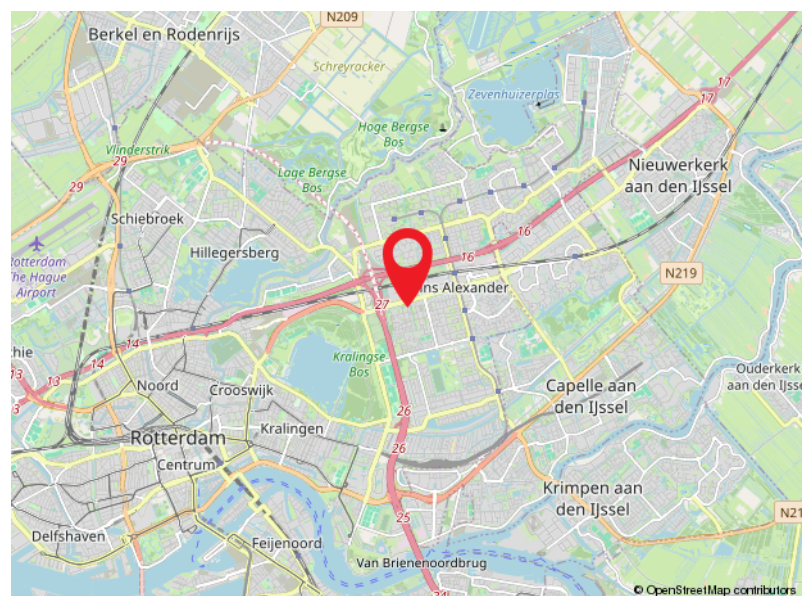 N209
Berkel en Rodenrijs
Schreyracker
17
Zevenhuizerplas
17
Hoge Bergse
Bos
Vlinderstrik
29
29
Lage Bergse
Bos
Nieuwerkerk
aan den IJssel
Schiebroek
16
Hillegersberg
16
Rotterdam
The Hague
Airport
N219
ns Alexander
27
14
14
13
13
3
Kralingse
Bos
Ouderkerk
aan den IJsse
Noord
Crooswijk
Capelle aan
den IJssel
26
Kralingen
Rotterdam
26
Centrum
Krimpen aan
den IJssel
25
N21
Delfshaven
Feijenoord
Van Brienenoordbrug
24
© OpenStreetMap contributors